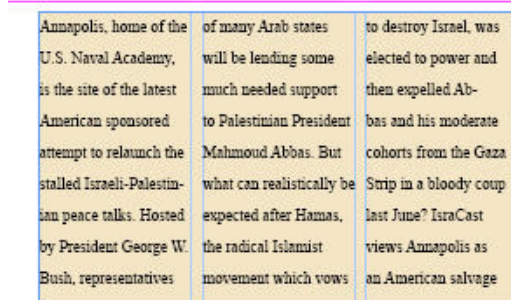 Annapolis, home of the
U.S. Naval Academy,
is the site of the latest
American sponsored
attempt to relaunch the
stalled Israeli-Palestin-
ian peace talks. Hosted
by President George W.
Bush, representatives
of many Arab states
will be lending some
much needed support
to Palestinian President
Mahmoud Abbas. But
what can realistically be
expected after Hamas,
the radical Islamist
movement which vows
to destroy Israel, was
elected to power and
then expelled Ab-
bas and his moderate
cohorts from the Gaza
Strip in a bloody coup
last June? IsraCast
views Annapolis as
an American salvage